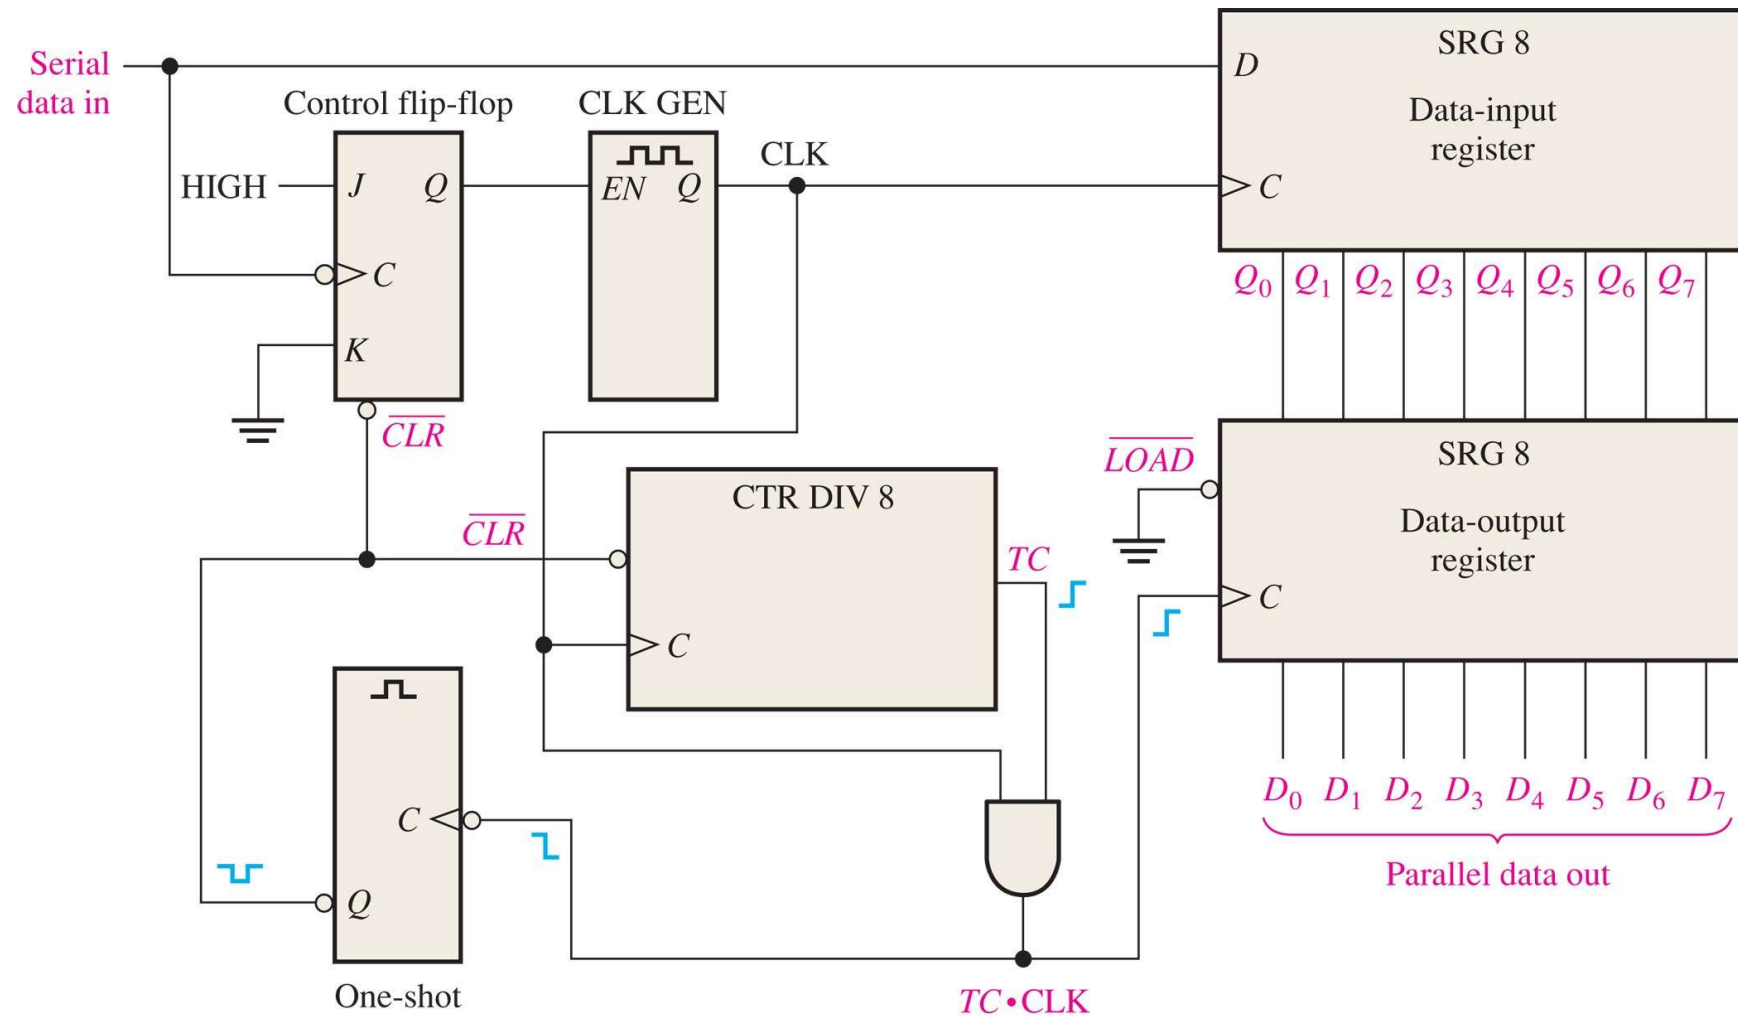 Serial
data in
Control flip-flop
CLK GEN
CLK
SRG 8
D
Data-input
register
C
HIGH
J
Q
EN
Q
C
K
CLR
Q0 Q1 Q2 Q3 Q4 Q5 Q6 Q7
LOAD
SRG 8
Data-output
register
C
CTR DIV 8
CLR
TC
C
C
Q
One-shot
TC•CLK
D0 D1 D2 D3 D4 D5 D6 D7
Parallel data out